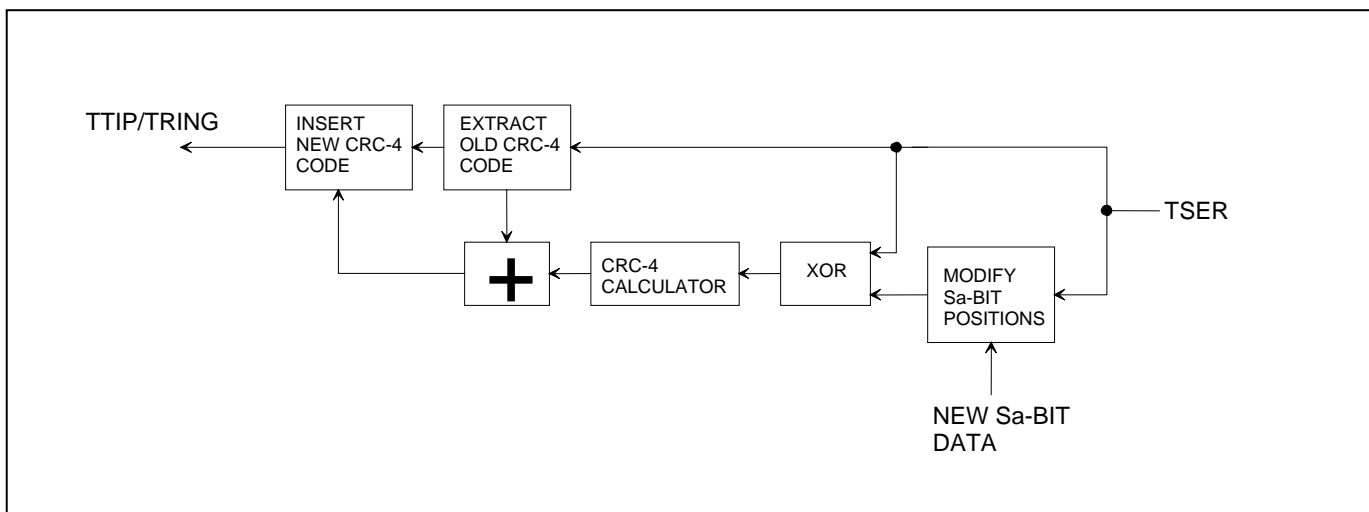 TTIP/TRING
INSERT
NEW CRC-4
CODE
EXTRACT
OLD CRC-4
CODE
TSER
+
CRC-4
CALCULATOR
XOR
MODIFY
Sa-BIT
POSITIONS
NEW Sa-BIT
DATA